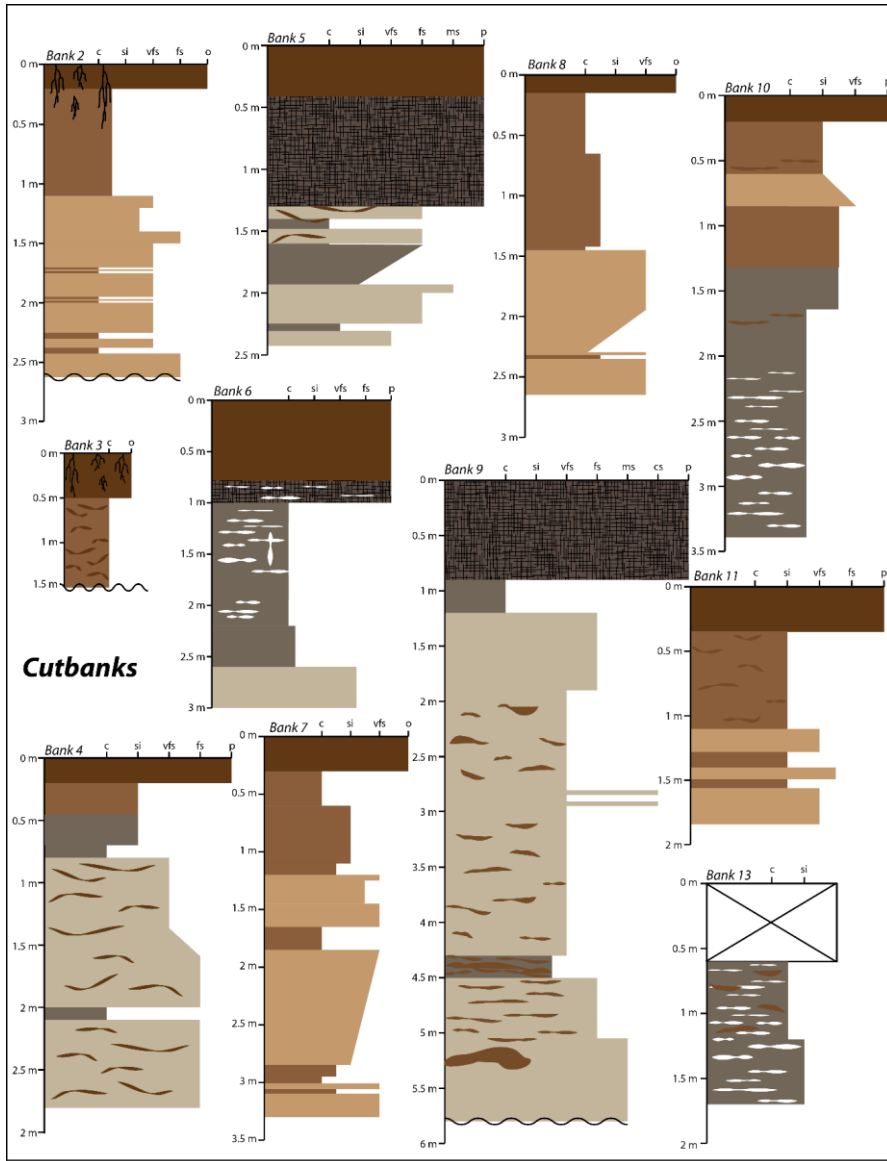 Bank 2 c si vfs fs o
0 m
0.5 m
1 m
1.5 m
2 m
2.5 m
3 m
Bank 5 c si vfs fs ms p
0 m
0.5 m
1 m
1.5 m
2 m
2.5 m
Bank 8 c si vfs o
0 m
0.5 m
1 m
1.5 m
2 m
2.5 m
3 m
Bank 10 c si vfs p
0 m
0.5 m
1 m
1.5 m
2 m
2.5 m
3 m
3.5 m
Bank 3 c o
0 m
0.5 m
1 m
1.5 m
Bank 6 c si vfs fs p
0 m
0.5 m
1 m
1.5 m
2 m
2.5 m
3 m
Bank 9 c si vfs fs ms cs p
0 m
0.5 m
1 m
1.5 m
2 m
2.5 m
3 m
3.5 m
4 m
4.5 m
5 m
5.5 m
6 m
Bank 11 c si vfs fs p
0 m
0.5 m
1 m
1.5 m
2 m
Cutbanks
Bank 4 c si vfs fs p
0 m
0.5 m
1 m
1.5 m
2 m
2.5 m
2 m
Bank 7 c si vfs o
0 m
0.5 m
1 m
1.5 m
2 m
2.5 m
3 m
3.5 m
Bank 13 c si
0 m
0.5 m
1 m
1.5 m
2 m